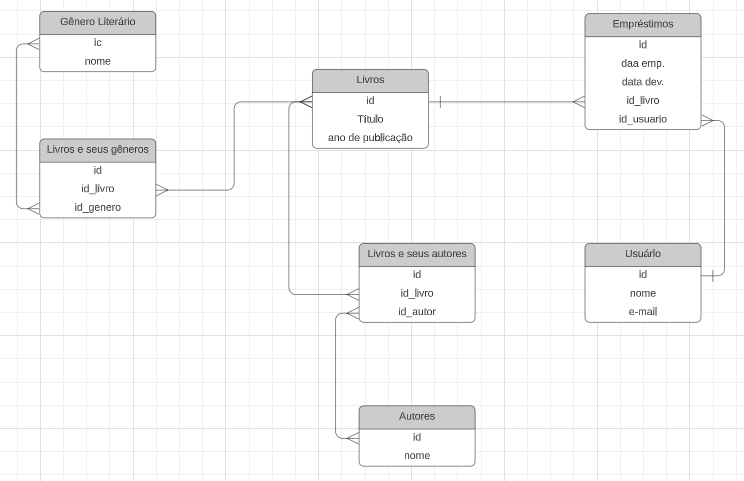 Gênero Literário
ic
nome
Livros e seus gêneros
id
id_livro
id_genero
Livros
id
Título
ano de publicação
Livros e seus autores
id
id_livro
id_autor
Autores
id
nome
Empréstimos
id
daa emp.
data dev.
id_livro
id_usuario
Usuárlo
id
nome
e-mail